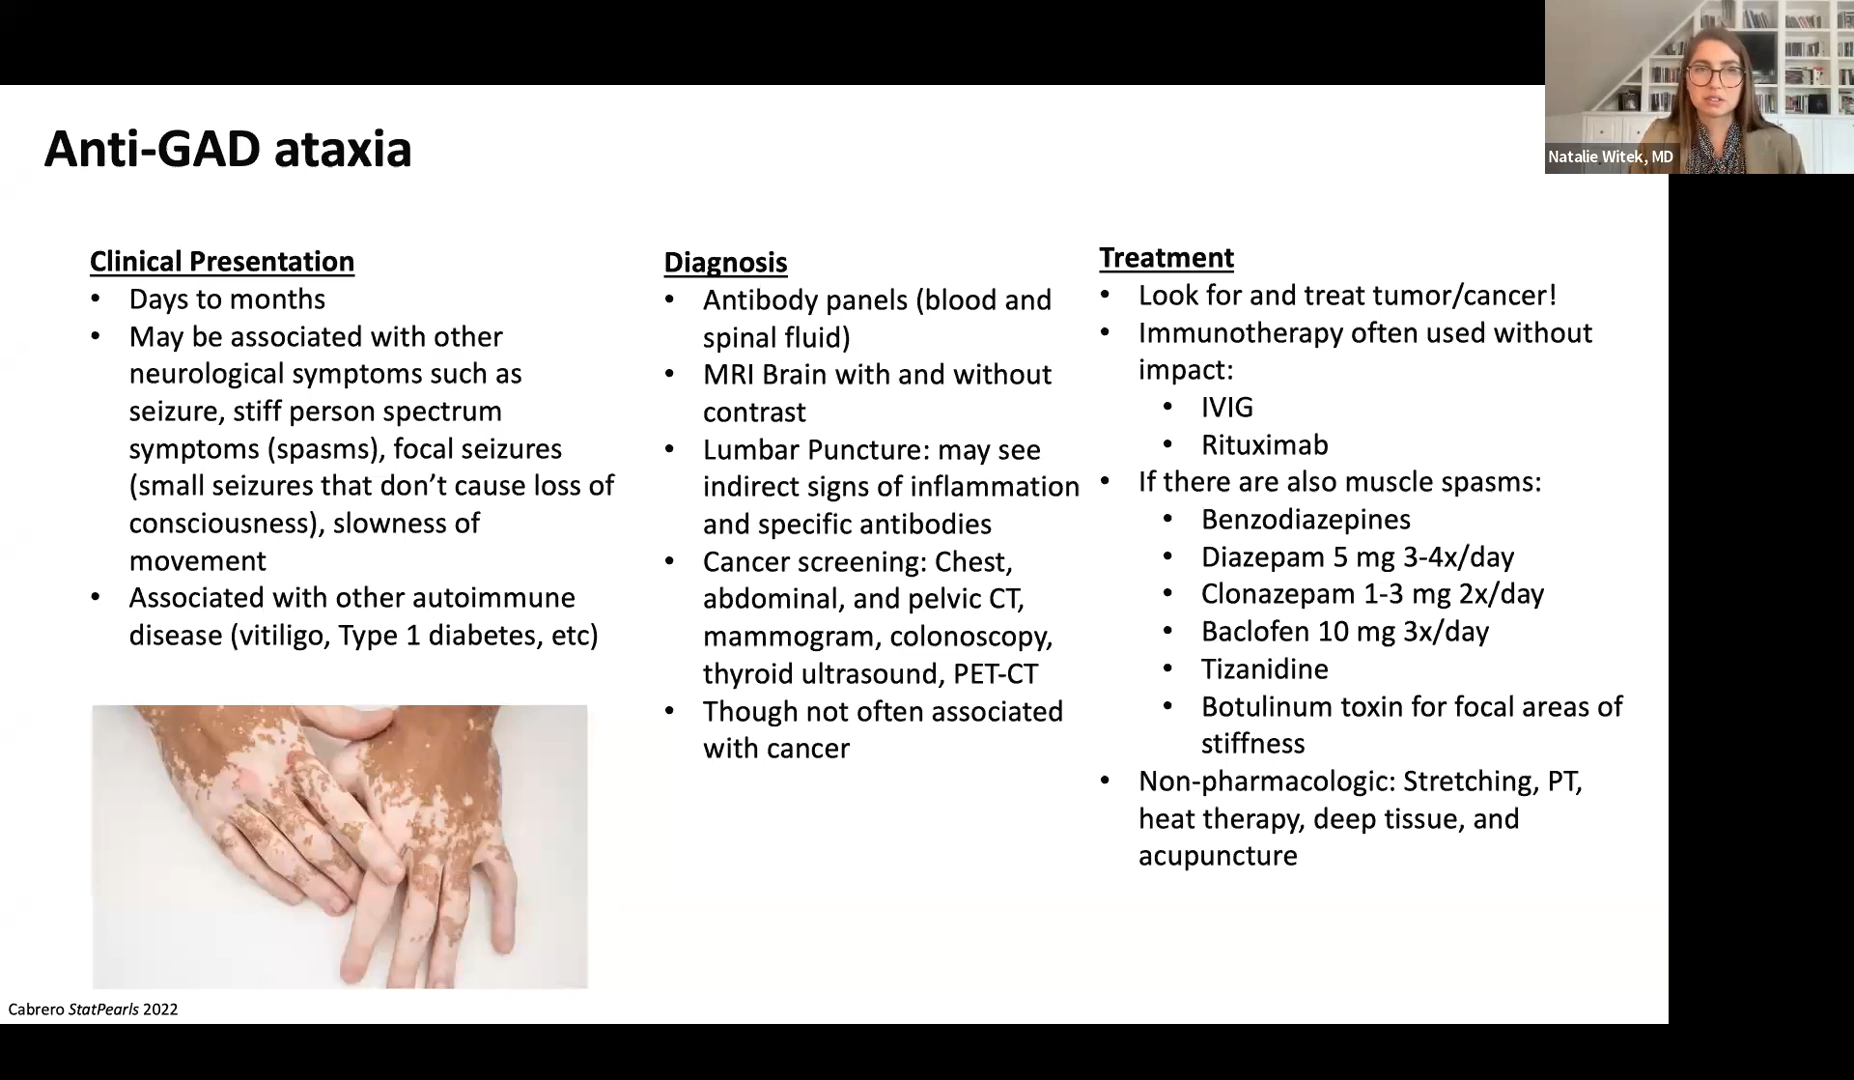 Anti-GAD ataxia
Natalie Witek, MD
Clinical Presentation
• Days to months
• May be associated with other
neurological symptoms such as
seizure, stiff person spectrum
symptoms (spasms), focal seizures
(small seizures that don’t cause loss of
consciousness), slowness of
movement
• Associated with other autoimmune
disease (vitiligo, Type 1 diabetes, etc)
Diagnosis
• Antibody panels (blood and
spinal fluid)
• MRI Brain with and without
contrast
• Lumbar Puncture: may see
indirect signs of inflammation
and specific antibodies
• Cancer screening: Chest,
abdominal, and pelvic CT,
mammogram, colonoscopy,
thyroid ultrasound, PET-CT
• Though not often associated
with cancer
Treatment
• Look for and treat tumor/cancer!
• Immunotherapy often used without
impact:
• IVIG
• Rituximab
• If there are also muscle spasms:
• Benzodiazepines
• Diazepam 5 mg 3-4x/day
• Clonazepam 1-3 mg 2x/day
• Baclofen 10 mg 3x/day
• Tizanidine
• Botulinum toxin for focal areas of
stiffness
• Non-pharmacologic: Stretching, PT,
heat therapy, deep tissue, and
acupuncture
Cabrero StatPearls 2022